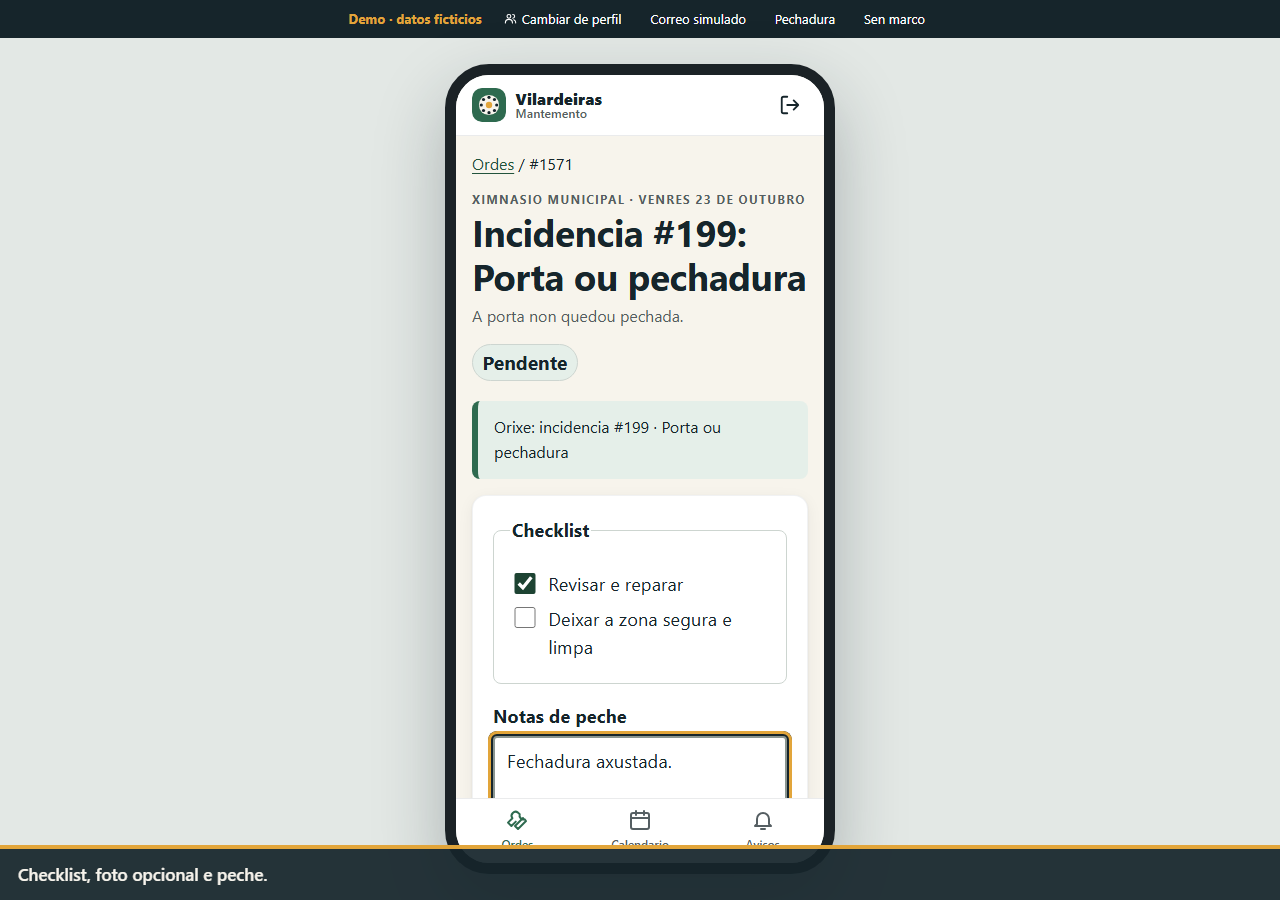 Demo · datos ficticios Cambiar de perfil Correo simulado Pechadura Sen marco
Vilardeiras
Mantemento
Ordes / #1571
XIMNASIO MUNICIPAL · VENRES 23 DE OUTUBRO
Incidencia #199:
Porta ou pechadura
A porta non quedou pechada.
Pendente
Orixe: incidencia #199 · Porta ou
pechadura
Checklist
Revisar e reparar
Deixar a zona segura e
limpa
Notas de peche
Fechadura axustada.
Ordes Calendario Avisos
Checklist, foto opcional e peche.